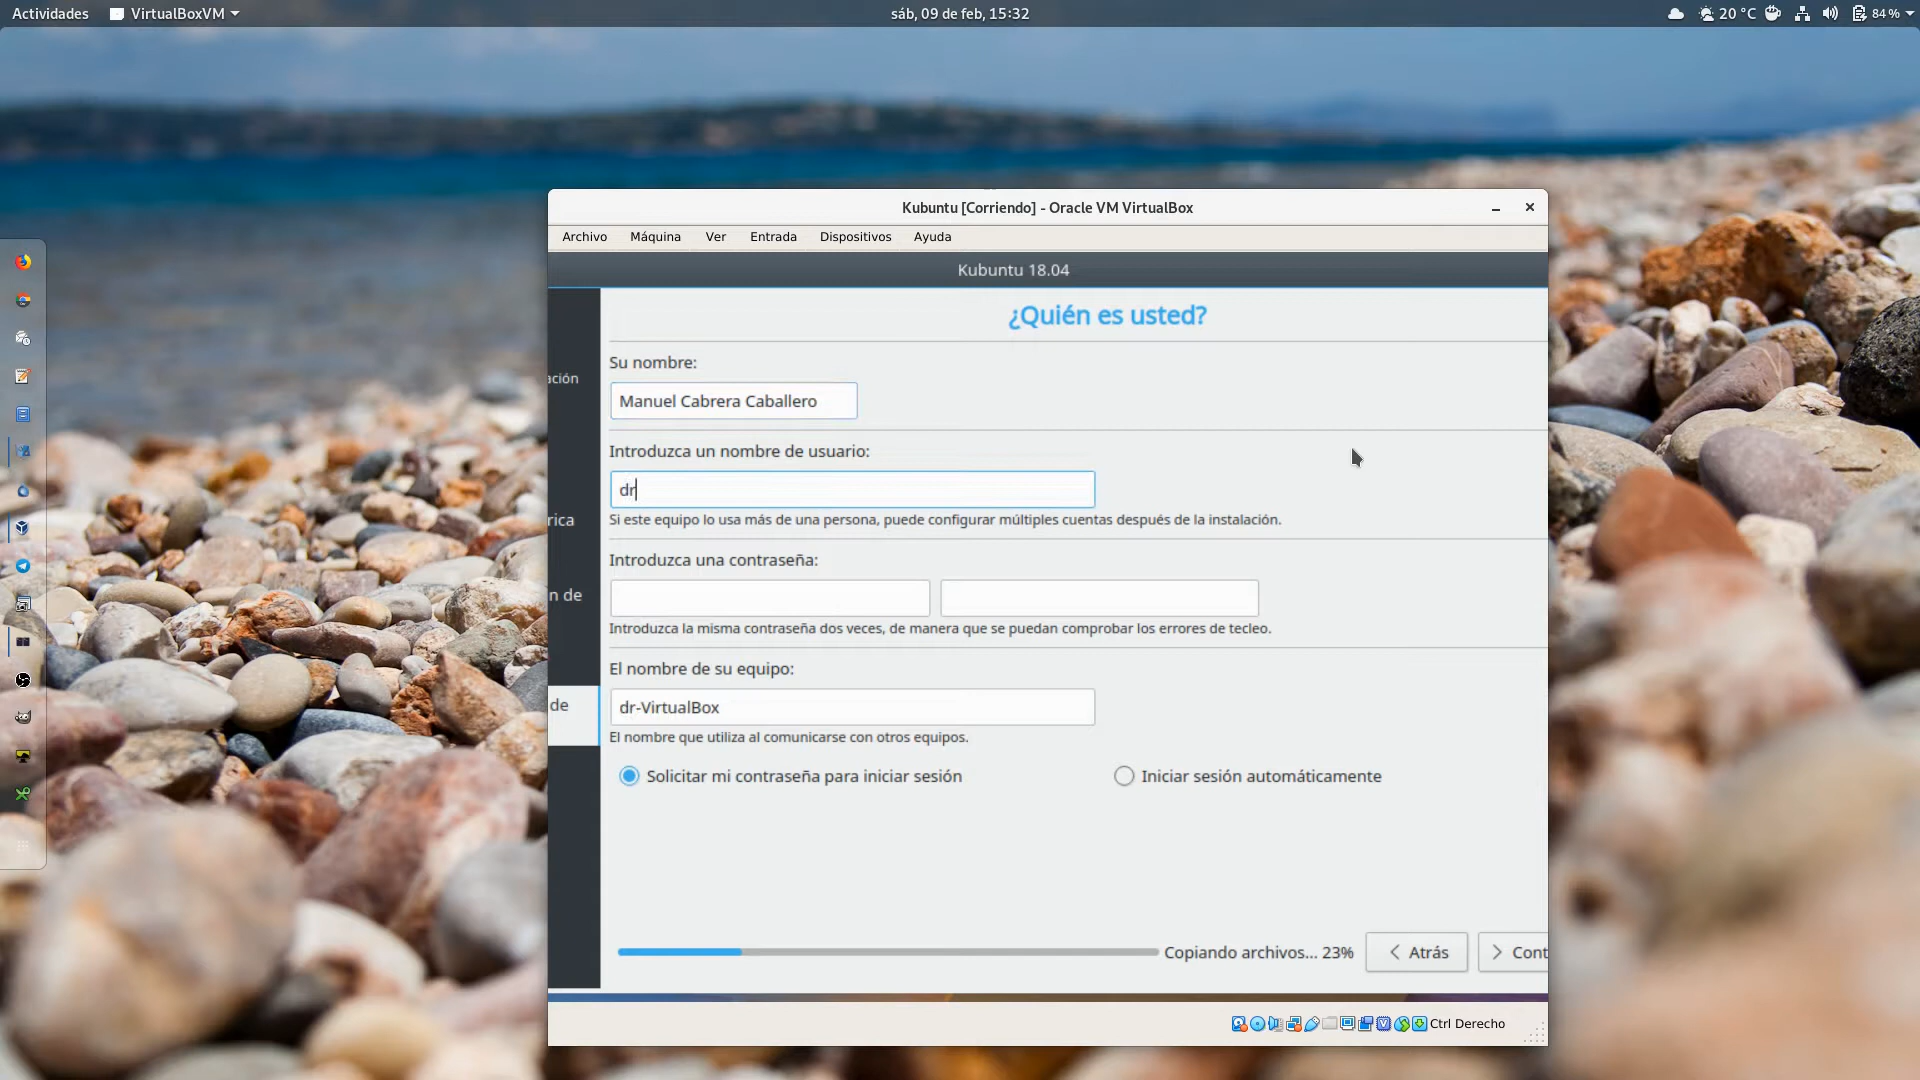 Actividades VirtualBoxVM sáb, 09 de feb, 15:32 20 °C 84 %
Kubuntu [Corriendo] - Oracle VM VirtualBox
Archivo Máquina Ver Entrada Dispositivos Ayuda
Kubuntu 18.04
¿Quién es usted?
Su nombre:
ación
Manuel Cabrera Caballero
Introduzca un nombre de usuario:
dr
Si este equipo lo usa más de una persona, puede configurar múltiples cuentas después de la instalación.
rica
Introduzca una contraseña:
n de
Introduzca la misma contraseña dos veces, de manera que se puedan comprobar los errores de tecleo.
El nombre de su equipo:
de
dr-VirtualBox
El nombre que utiliza al comunicarse con otros equipos.
Solicitar mi contraseña para iniciar sesión Iniciar sesión automáticamente
Copiando archivos... 23% Atrás Cont
Ctrl Derecho